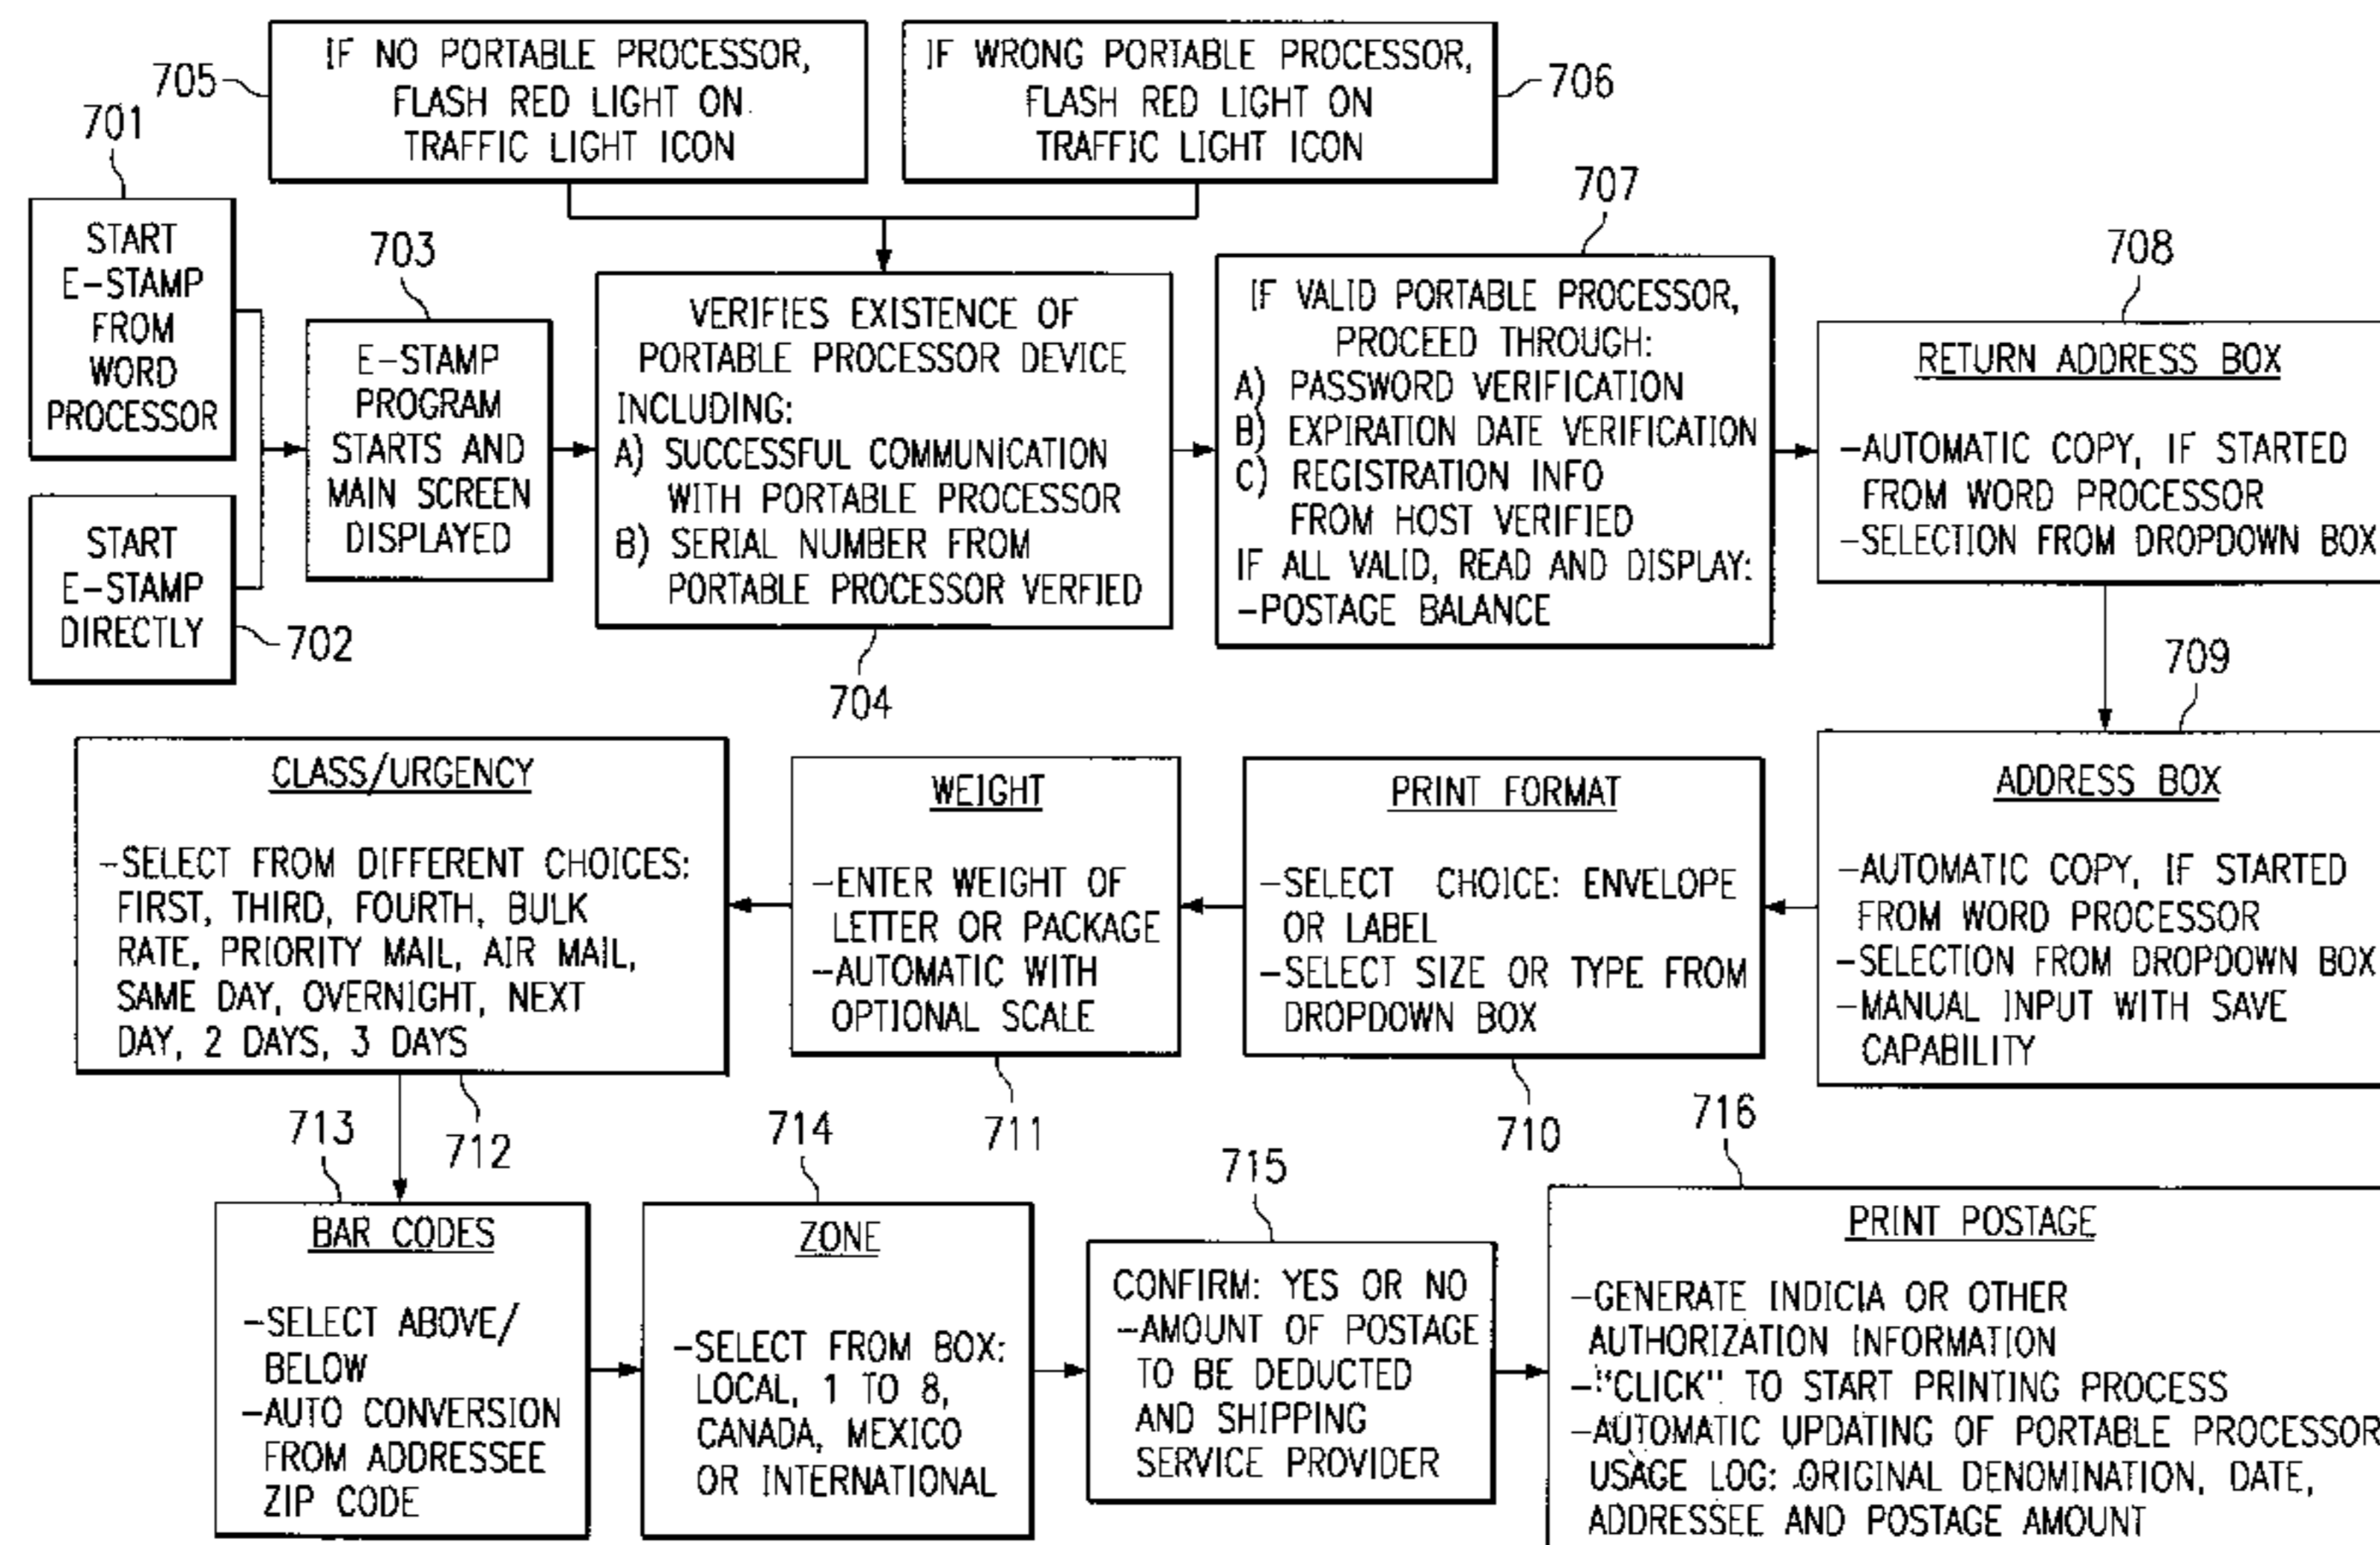 705
IF NO PORTABLE PROCESSOR,
FLASH RED LIGHT ON
TRAFFIC LIGHT ICON
IF WRONG PORTABLE PROCESSOR,
FLASH RED LIGHT ON
TRAFFIC LIGHT ICON
706
701
START
E-STAMP
FROM
WORD
PROCESSOR
START
E-STAMP
DIRECTLY
702
703
E-STAMP
PROGRAM
STARTS AND
MAIN SCREEN
DISPLAYED
VERIFIES EXISTENCE OF
PORTABLE PROCESSOR DEVICE
INCLUDING:
A) SUCCESSFUL COMMUNICATION
WITH PORTABLE PROCESSOR
B) SERIAL NUMBER FROM
PORTABLE PROCESSOR VERFIED
704
707
IF VALID PORTABLE PROCESSOR,
PROCEED THROUGH:
A) PASSWORD VERIFICATION
B) EXPIRATION DATE VERIFICATION
C) REGISTRATION INFO
FROM HOST VERIFIED
IF ALL VALID, READ AND DISPLAY:
-POSTAGE BALANCE
708
RETURN ADDRESS BOX
-AUTOMATIC COPY, IF STARTED
FROM WORD PROCESSOR
-SELECTION FROM DROPDOWN BOX
709
ADDRESS BOX
-AUTOMATIC COPY, IF STARTED
FROM WORD PROCESSOR
-SELECTION FROM DROPDOWN BOX
-MANUAL INPUT WITH SAVE
CAPABILITY
PRINT FORMAT
-SELECT CHOICE: ENVELOPE
OR LABEL
-SELECT SIZE OR TYPE FROM
DROPDOWN BOX
710
WEIGHT
-ENTER WEIGHT OF
LETTER OR PACKAGE
-AUTOMATIC WITH
OPTIONAL SCALE
711
CLASS/URGENCY
-SELECT FROM DIFFERENT CHOICES:
FIRST, THIRD, FOURTH, BULK
RATE, PRIORITY MAIL, AIR MAIL,
SAME DAY, OVERNIGHT, NEXT
DAY, 2 DAYS, 3 DAYS
712
713
BAR CODES
-SELECT ABOVE/
BELOW
-AUTO CONVERSION
FROM ADDRESSEE
ZIP CODE
714
ZONE
-SELECT FROM BOX:
LOCAL, 1 TO 8,
CANADA, MEXICO
OR INTERNATIONAL
715
CONFIRM: YES OR NO
-AMOUNT OF POSTAGE
TO BE DEDUCTED
AND SHIPPING
SERVICE PROVIDER
716
PRINT POSTAGE
-GENERATE INDICIA OR OTHER
AUTHORIZATION INFORMATION
-"CLICK" TO START PRINTING PROCESS
-AUTOMATIC UPDATING OF PORTABLE PROCESSOR
USAGE LOG: ORIGINAL DENOMINATION, DATE,
ADDRESSEE AND POSTAGE AMOUNT